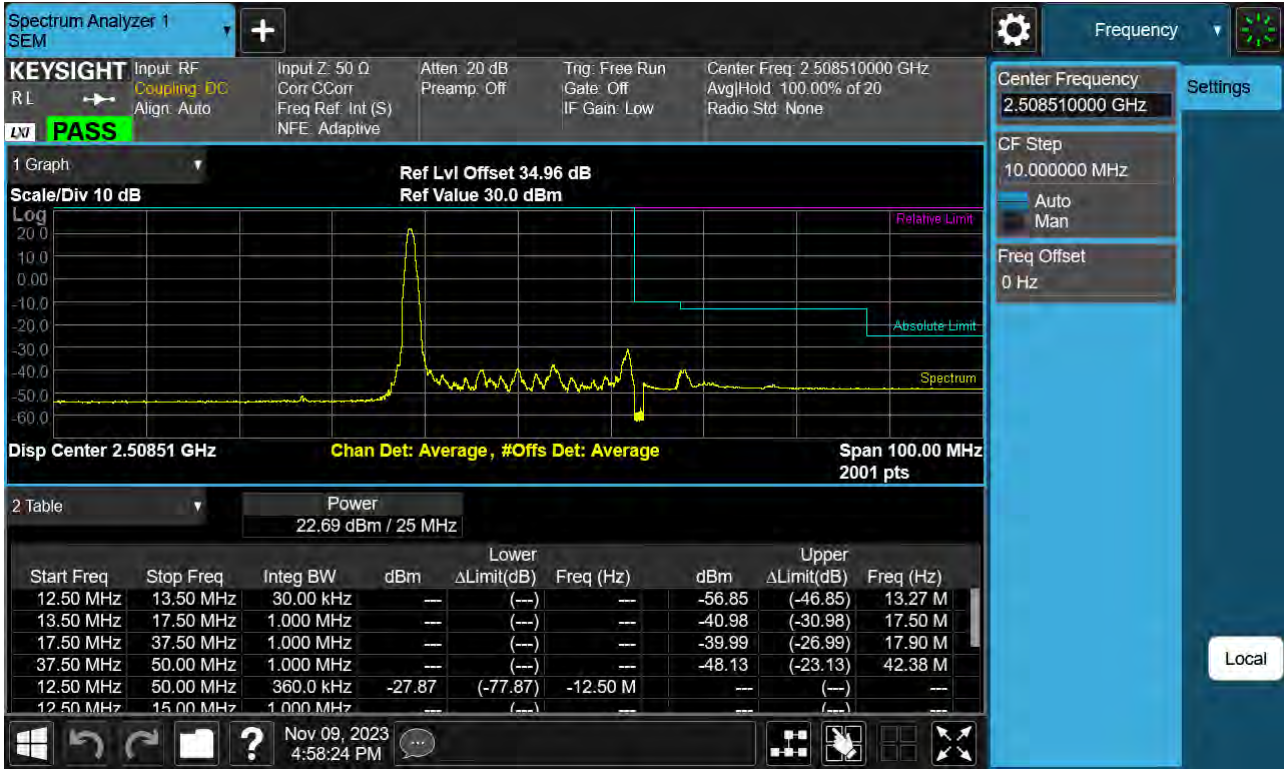 Spectrum Analyzer 1
SEM
+
Frequency
KEYSIGHT
R L
LXI
PASS
Input: RF
Coupling: DC
Align: Auto
Input Z: 50 Ω
Corr CCorr
Freq Ref: Int (S)
NFE: Adaptive
Atten: 20 dB
Preamp: Off
Trig: Free Run
Gate: Off
IF Gain: Low
Center Freq: 2.508510000 GHz
Avg|Hold: 100.00% of 20
Radio Std: None
Center Frequency
2.508510000 GHz
Settings
CF Step
10.000000 MHz
Auto
Man
Freq Offset
0 Hz
Local
1 Graph
Scale/Div 10 dB
Ref Lvl Offset 34.96 dB
Ref Value 30.0 dBm
Log
20.0
10.0
0.00
-10.0
-20.0
-30.0
-40.0
-50.0
-60.0
Relative Limit
Absolute Limit
Spectrum
Disp Center 2.50851 GHz
Chan Det: Average , #Offs Det: Average
Span 100.00 MHz
2001 pts
2 Table
Power
22.69 dBm / 25 MHz
Lower Upper
Start Freq Stop Freq Integ BW dBm ΔLimit(dB) Freq (Hz) dBm ΔLimit(dB) Freq (Hz)
12.50 MHz 13.50 MHz 30.00 kHz --- (---) --- -56.85 (-46.85) 13.27 M
13.50 MHz 17.50 MHz 1.000 MHz --- (---) --- -40.98 (-30.98) 17.50 M
17.50 MHz 37.50 MHz 1.000 MHz --- (---) --- -39.99 (-26.99) 17.90 M
37.50 MHz 50.00 MHz 1.000 MHz --- (---) --- -48.13 (-23.13) 42.38 M
12.50 MHz 50.00 MHz 360.0 kHz -27.87 (-77.87) -12.50 M --- (---) ---
12.50 MHz 15.00 MHz 1.000 MHz --- (---) --- --- (---) ---
?
Nov 09, 2023
4:58:24 PM